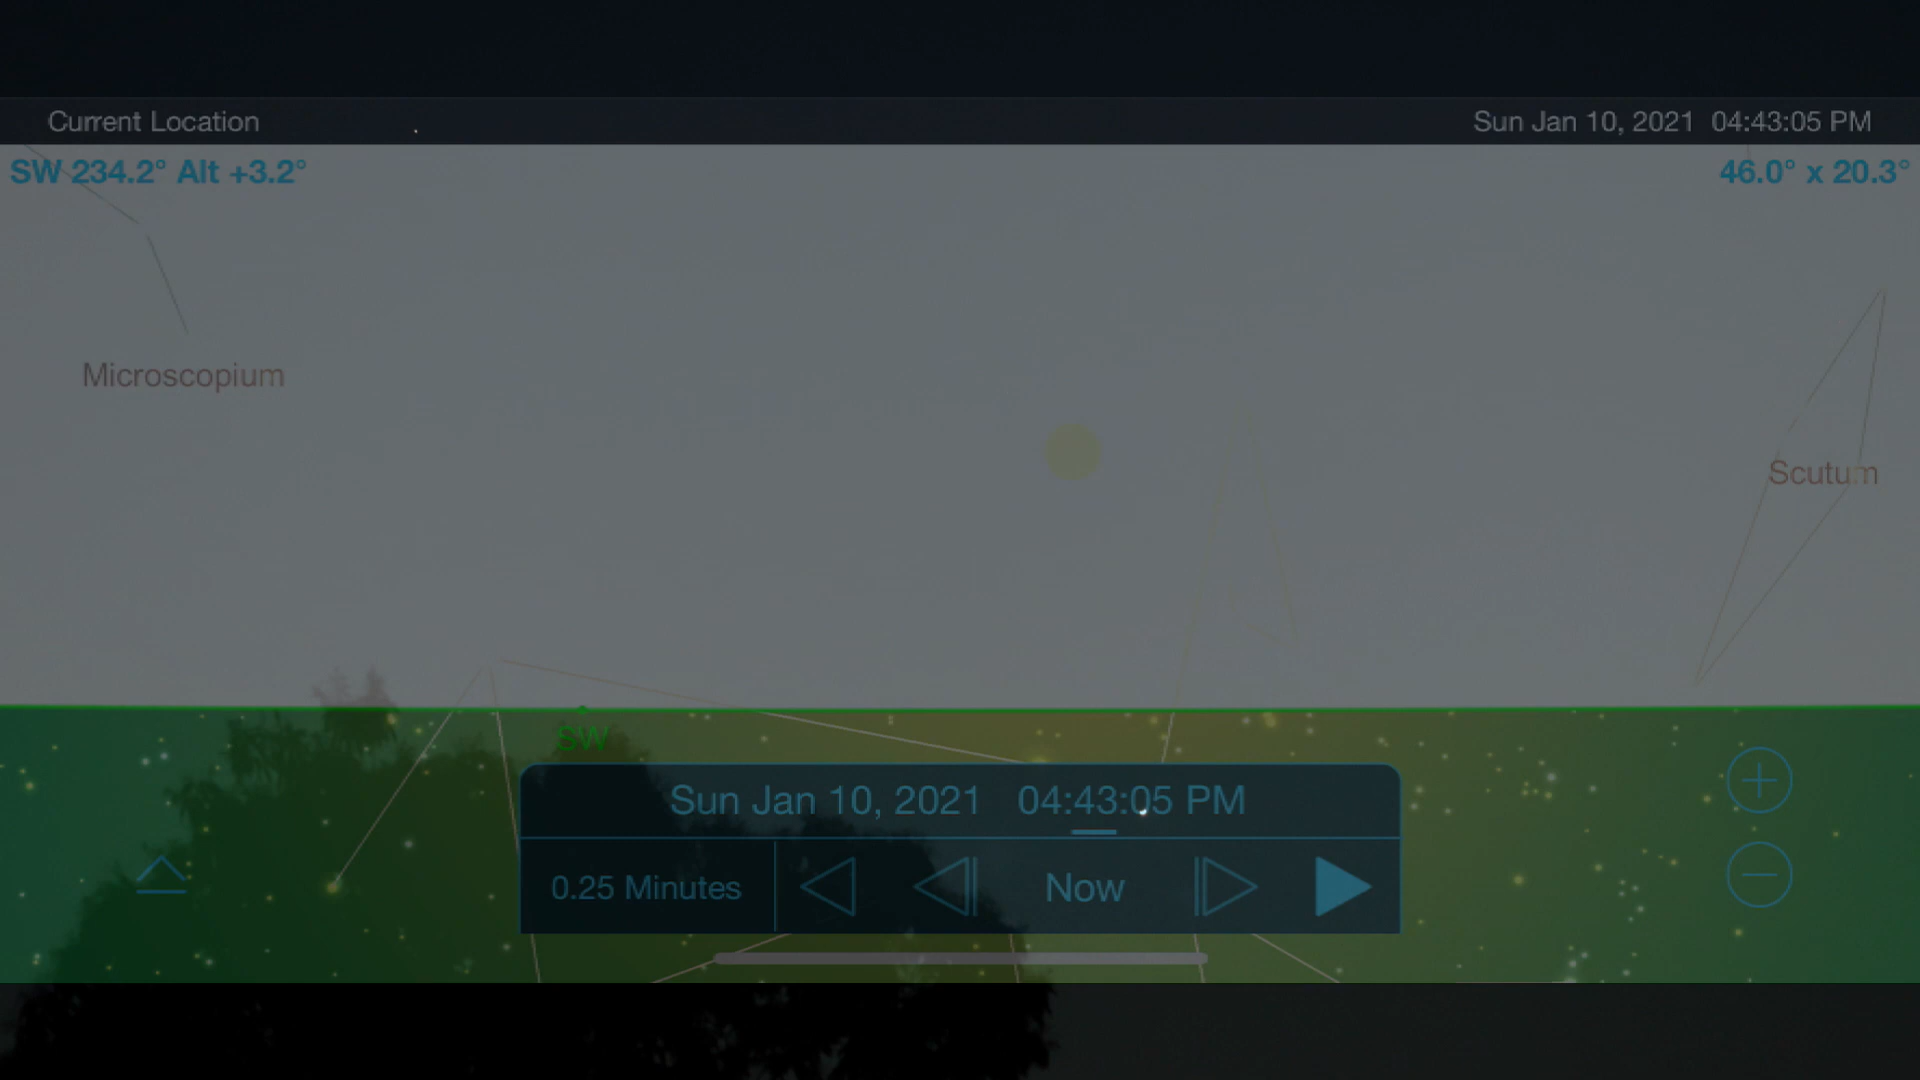 Current Location
Sun Jan 10, 2021 04:43:05 PM
SW 234.2° Alt +3.2°
46.0° x 20.3°
Microscopium
Scutum
SW
Sun Jan 10, 2021 04:43:05 PM
0.25 Minutes
Now